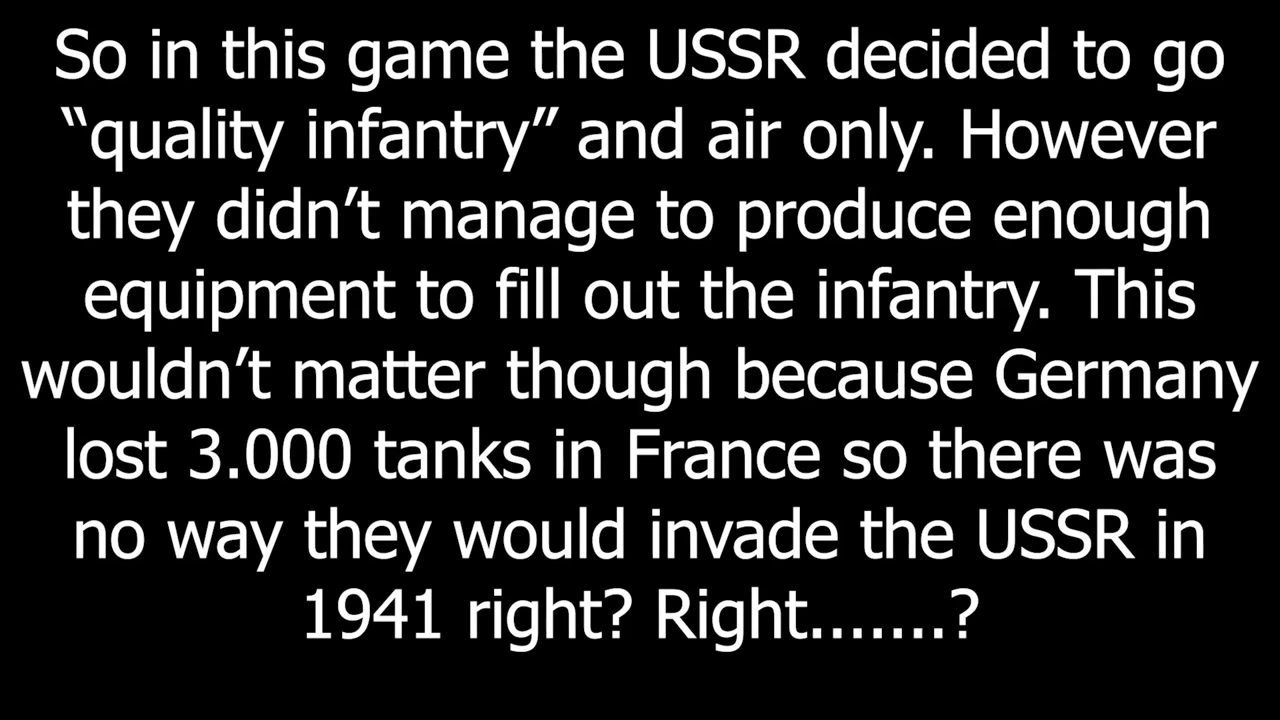 So in this game the USSR decided to go
“quality infantry” and air only. However
they didn’t manage to produce enough
equipment to fill out the infantry. This
wouldn’t matter though because Germany
lost 3.000 tanks in France so there was
no way they would invade the USSR in
1941 right? Right.......?